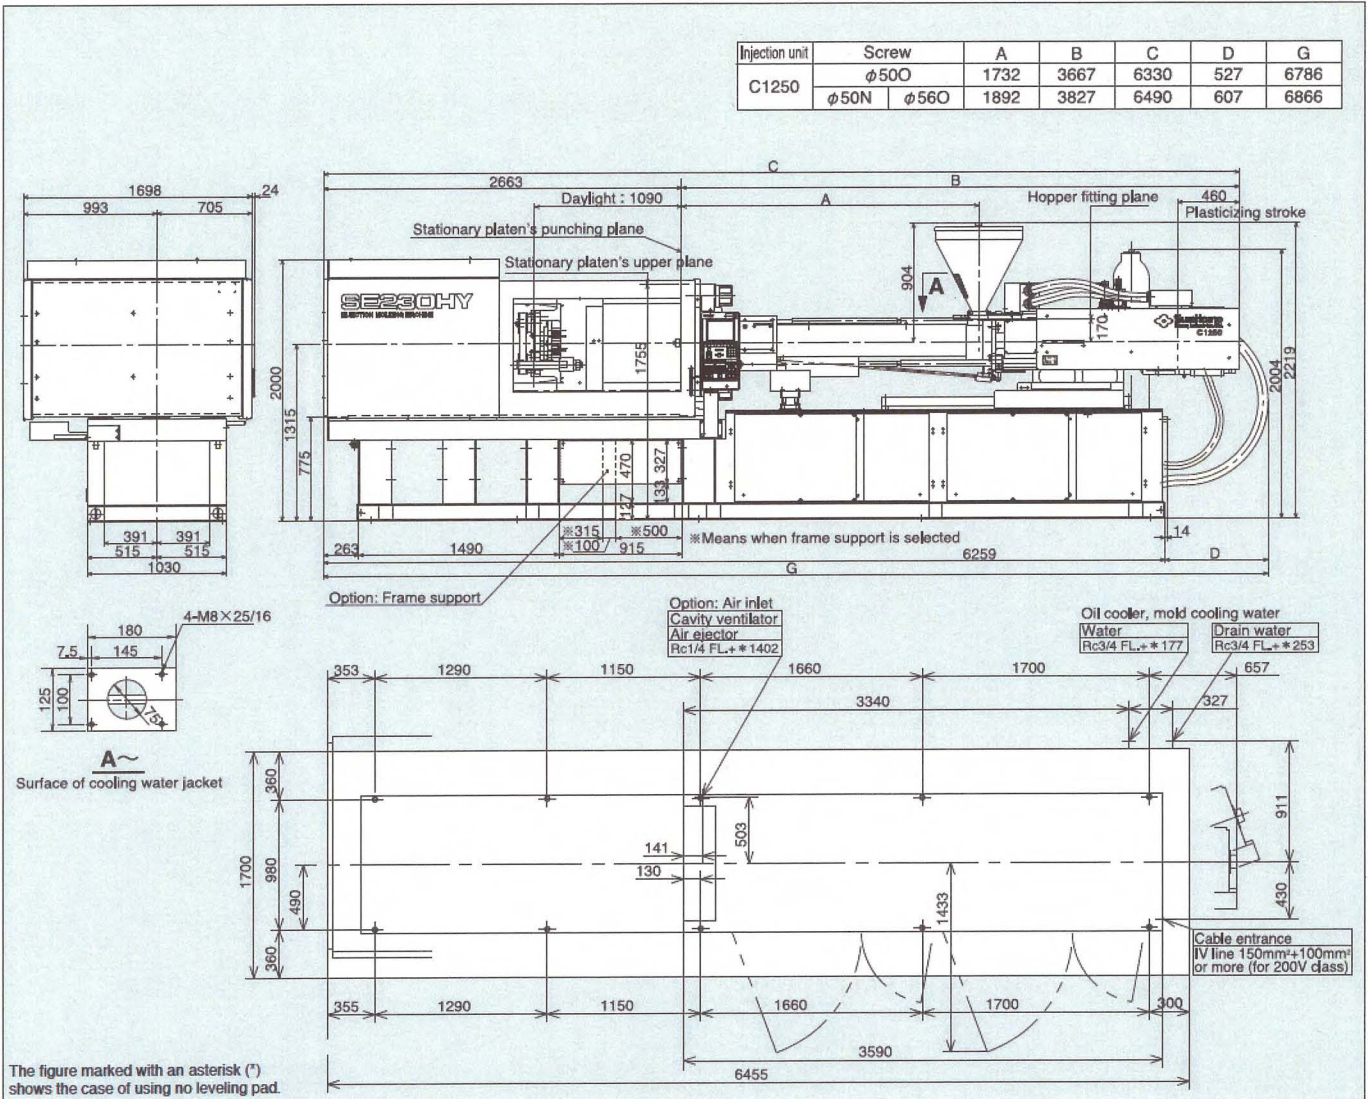 Injection unit Screw A B C D G
C1250 φ50O 1732 3667 6330 527 6786
φ50N φ56O 1892 3827 6490 607 6866
C
1698 24 2663 B
993 705 Daylight : 1090 A Hopper fitting plane 460
Plasticizing stroke
Stationary platen's punching plane
Stationary platen's upper plane
904 A
SE230HY
INJECTION MOLDING MACHINE
170
C1250
2000 1315 775 1755 2004 2219
470 327
127 133
391 391 ※315 ※500 ※Means when frame support is selected 14
515 515 263 1490 ※100 915 6259 D
1030 G
Option: Frame support
4-M8×25/16
180
7.5 145
125 100 75
A～
Surface of cooling water jacket
Option: Air inlet
Cavity ventilator
Air ejector
Rc1/4 FL.+＊1402
Oil cooler, mold cooling water
Water Drain water
Rc3/4 FL.+＊177 Rc3/4 FL.+＊253
353 1290 1150 1660 1700 657
3340 327
360
1700 980 490
360
503
141
130
1433
911
430
Cable entrance
IV line 150mm²+100mm²
or more (for 200V class)
355 1290 1150 1660 1700 300
3590
6455
The figure marked with an asterisk (*)
shows the case of using no leveling pad.